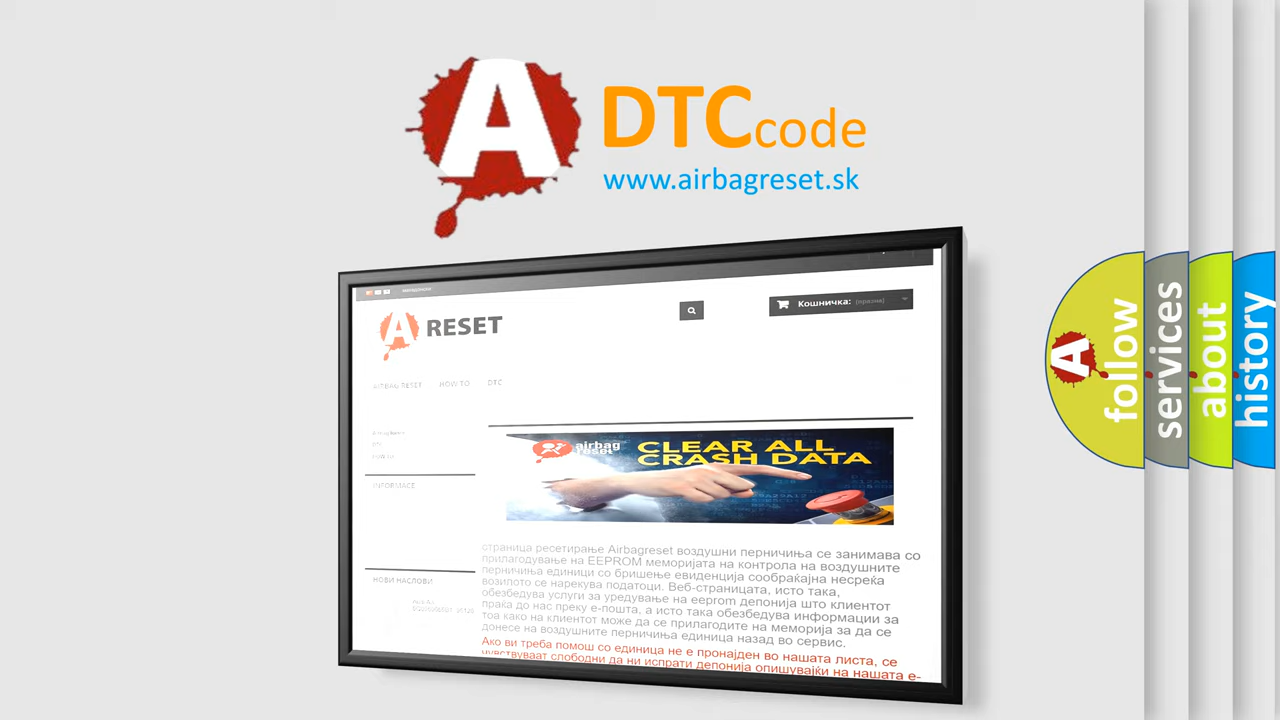 A
DTC code
www.airbagreset.sk
A RESET
Кошничка: (празна)
AIRBAG RESET HOW TO DTC
INFORMACE
НОВИ НАСЛОВИ
airbag reset
CLEAR ALL
CRASH DATA
страница ресетирање Airbagreset воздушни перничиња се занимава со
прилагодување на EEPROM меморијата на контрола на воздушните
перничиња единици со бришење евиденција сообраќајна несреќа
возилото се нарекува податоци. Веб-страницата, исто така,
обезбедува услуги за уредување на eeprom депонија што клиентот
праќа до нас преку е-пошта, а исто така обезбедува информации за
тоа како на клиентот може да се прилагодите на меморија за да се
донесе на воздушните перничиња единица назад во сервис.
Ако ви треба помош со единица не е пронајден во нашата листа, се
чувствуваат слободни да ни испрати депонија опишувајќи на нашата е-
A
follow
services
about
history